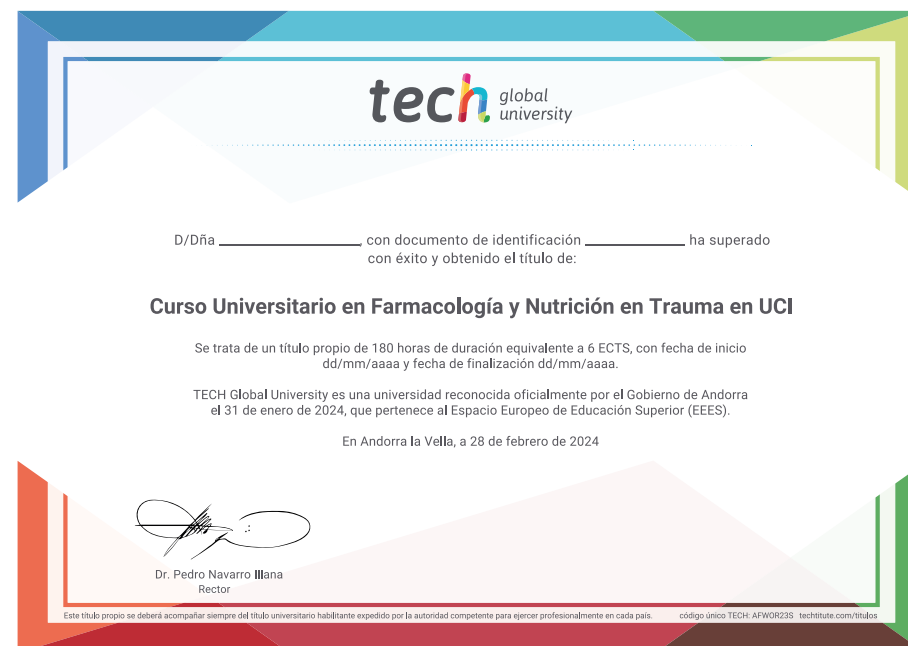 tech global
university
D/Dña ______________, con documento de identificación __________ ha superado
con éxito y obtenido el título de:
Curso Universitario en Farmacología y Nutrición en Trauma en UCI
Se trata de un título propio de 180 horas de duración equivalente a 6 ECTS, con fecha de inicio
dd/mm/aaaa y fecha de finalización dd/mm/aaaa.
TECH Global University es una universidad reconocida oficialmente por el Gobierno de Andorra
el 31 de enero de 2024, que pertenece al Espacio Europeo de Educación Superior (EEES).
En Andorra la Vella, a 28 de febrero de 2024
Dr. Pedro Navarro Illana
Rector
Este título propio se deberá acompañar siempre del título universitario habilitante expedido por la autoridad competente para ejercer profesionalmente en cada país. código único TECH: AFWOR23S techtitute.com/titulos